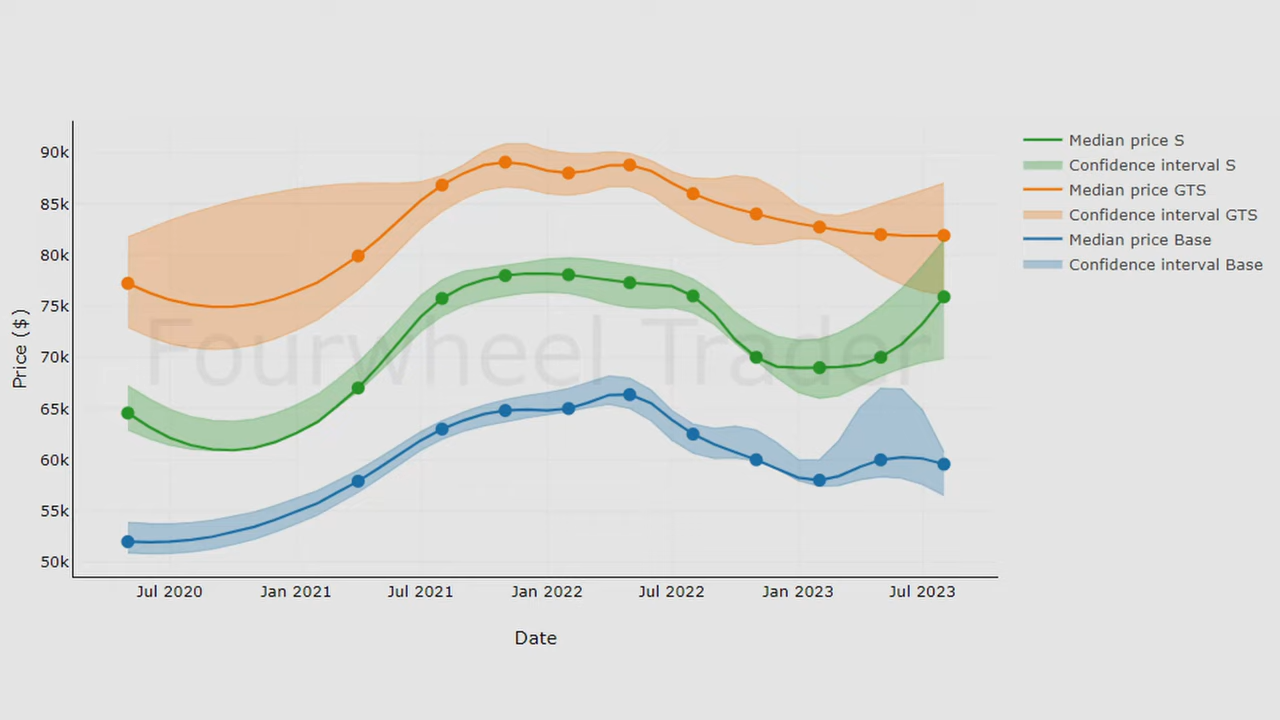 Fourwheel Trader
90k
85k
80k
75k
70k
65k
60k
55k
50k
Price ($)
Jul 2020
Jan 2021
Jul 2021
Jan 2022
Jul 2022
Jan 2023
Jul 2023
Date
Median price S
Confidence interval S
Median price GTS
Confidence interval GTS
Median price Base
Confidence interval Base